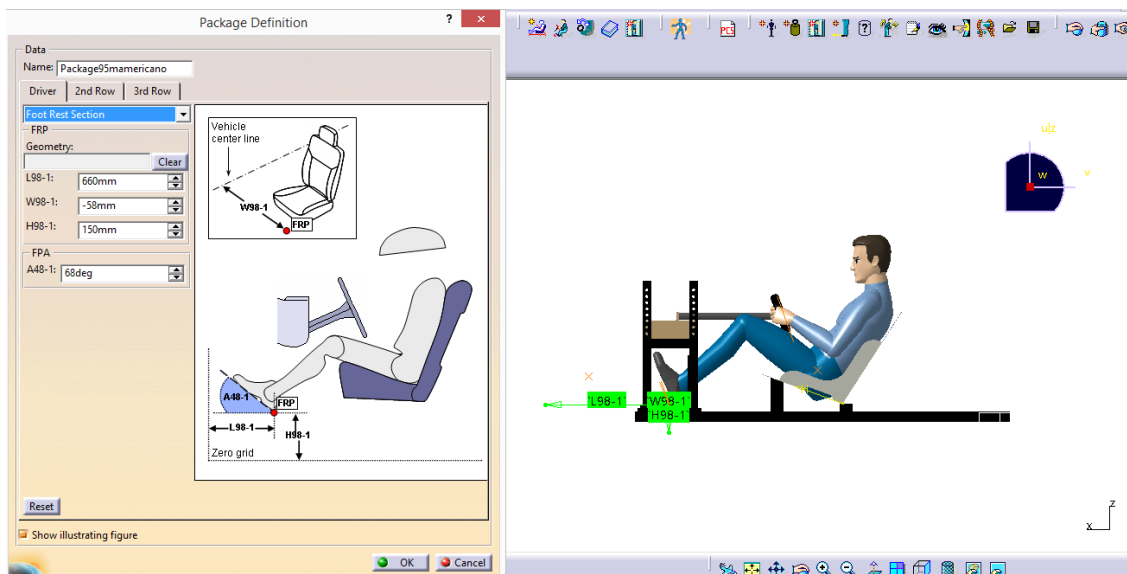 Package Definition
?
×
Data
Name: Package95mamericano
Driver 2nd Row 3rd Row
Foot Rest Section
FRP
Geometry:
Clear
L98-1: 660mm
W98-1: -58mm
H98-1: 150mm
FPA
A48-1: 68deg
Vehicle
center line
W98-1
FRP
A48-1
FRP
L98-1
H98-1
Zero grid
Reset
Show illustrating figure
OK Cancel
PCS
?
u|z
v
w
'L98-1'
'W98-1'
'H98-1'
z
x